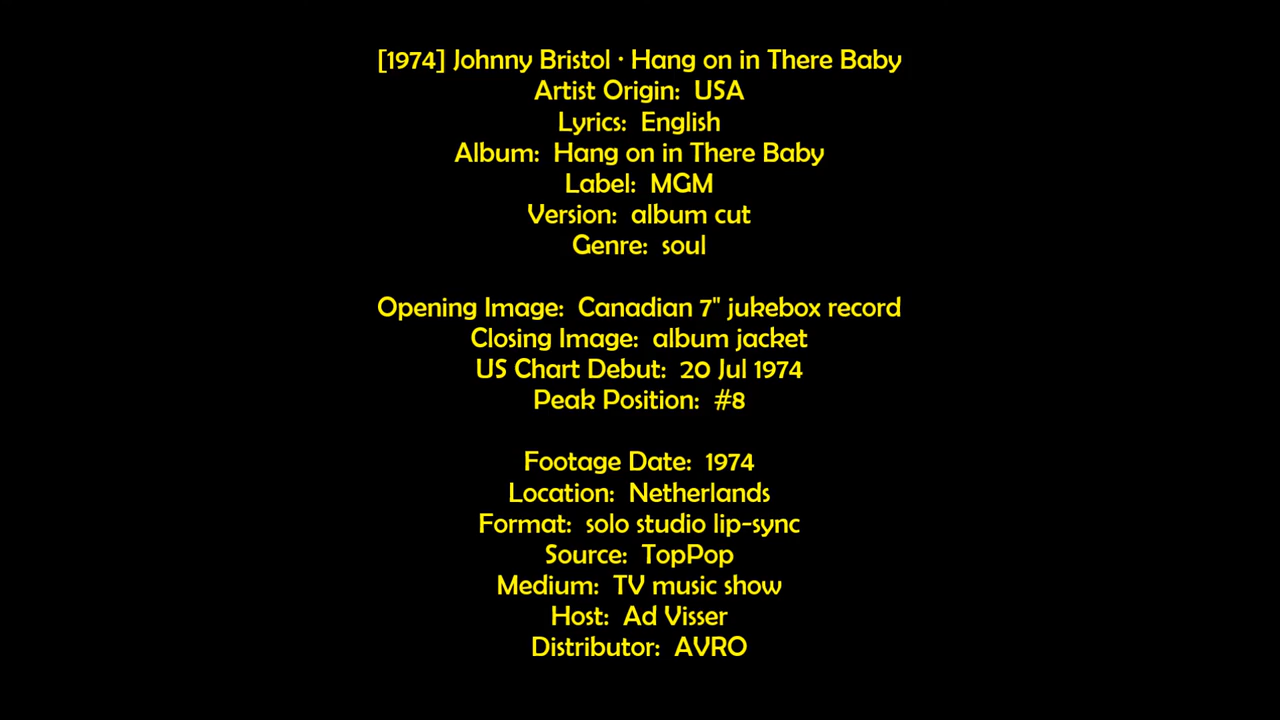 [1974] Johnny Bristol · Hang on in There Baby
Artist Origin: USA
Lyrics: English
Album: Hang on in There Baby
Label: MGM
Version: album cut
Genre: soul
Opening Image: Canadian 7" jukebox record
Closing Image: album jacket
US Chart Debut: 20 Jul 1974
Peak Position: #8
Footage Date: 1974
Location: Netherlands
Format: solo studio lip-sync
Source: TopPop
Medium: TV music show
Host: Ad Visser
Distributor: AVRO